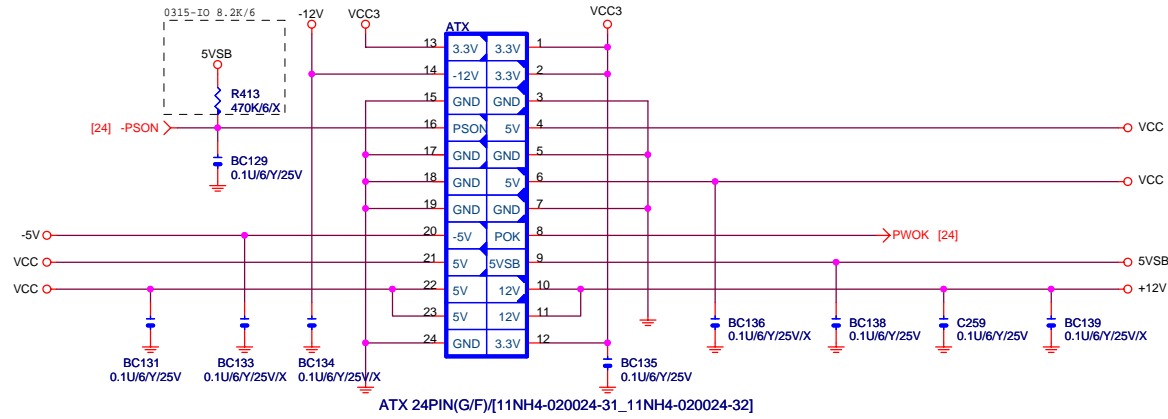 0315-IO 8.2K/6
-12V
VCC3
VCC3
5VSB
ATX
R413
470K/6/X
[24] -PSON
BC129
0.1U/6/Y/25V
13 3.3V 3.3V 1
14 -12V 3.3V 2
15 GND GND 3
16 PSON 5V 4
VCC
17 GND GND 5
18 GND 5V 6
VCC
19 GND GND 7
-5V
20 -5V POK 8
PWOK [24]
VCC
21 5V 5VSB 9
5VSB
VCC
22 5V 12V 10
+12V
23 5V 12V 11
24 GND 3.3V 12
BC131
0.1U/6/Y/25V
BC133
0.1U/6/Y/25V/X
BC134
0.1U/6/Y/25V/X
BC135
0.1U/6/Y/25V
BC136
0.1U/6/Y/25V/X
BC138
0.1U/6/Y/25V
C259
0.1U/6/Y/25V
BC139
0.1U/6/Y/25V/X
ATX 24PIN(G/F)/[11NH4-020024-31_11NH4-020024-32]